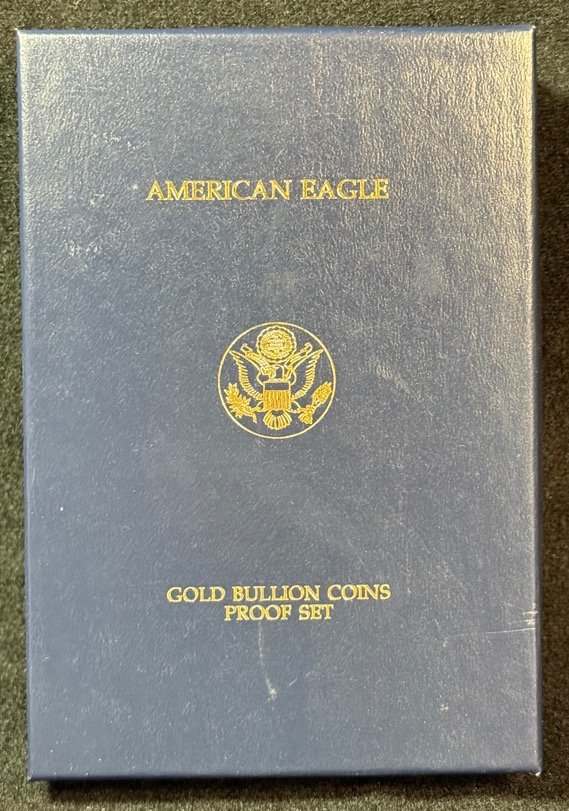 AMERICAN EAGLE
GOLD BULLION COINS
PROOF SET